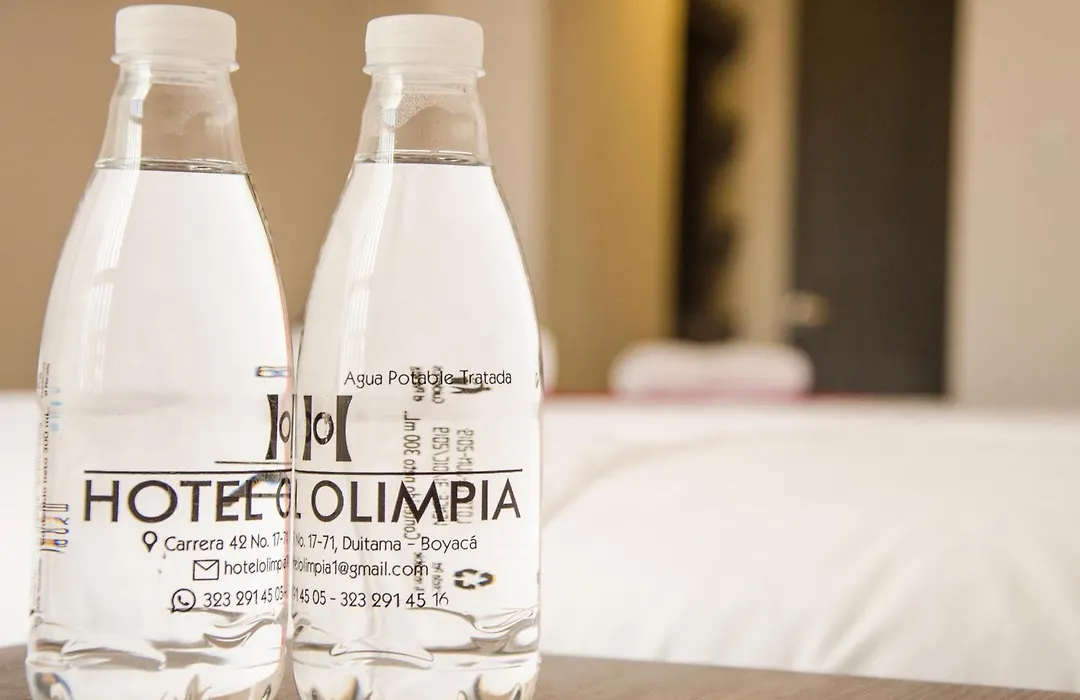 Agua Potable Tratada
HOTEL OLIMPIA
Carrera 42 No. 17-71, Duitama - Boyacá
hotelolimpia1@gmail.com
323 291 45 05 - 323 291 45 16